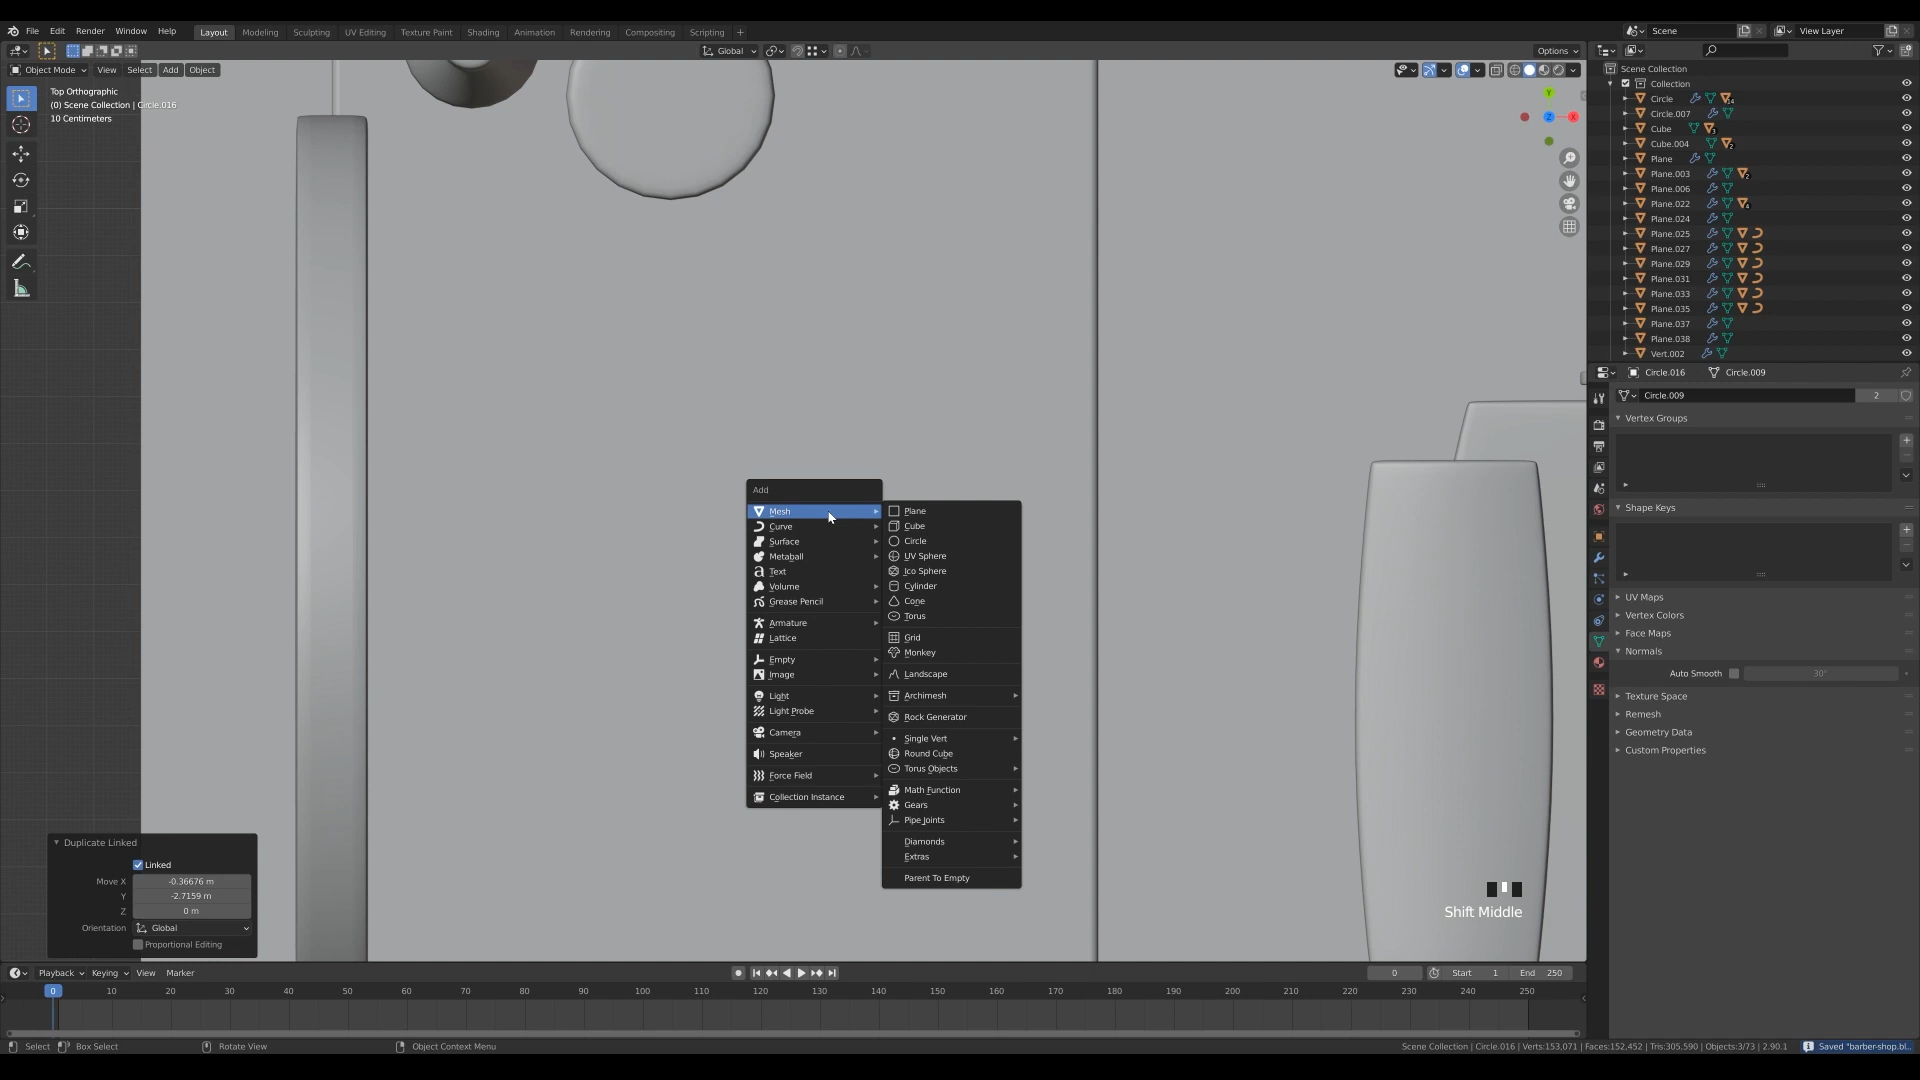 File Edit Render Window Help Layout Modeling Sculpting UV Editing Texture Paint Shading Animation Rendering Compositing Scripting + Scene View Layer
Global Options
Object Mode View Select Add Object
Top Orthographic
(0) Scene Collection | Circle.016
10 Centimeters
Y
Z
X
Scene Collection
Collection
Circle
Circle.007
Cube
Cube.004
Plane
Plane.003
Plane.006
Plane.022
Plane.024
Plane.025
Plane.027
Plane.029
Plane.031
Plane.033
Plane.035
Plane.037
Plane.038
Vert.002
Circle.016 Circle.009
Circle.009 2
Vertex Groups
Shape Keys
UV Maps
Vertex Colors
Face Maps
Normals
Auto Smooth 30°
Texture Space
Remesh
Geometry Data
Custom Properties
Add
Mesh
Curve
Surface
Metaball
Text
Volume
Grease Pencil
Armature
Lattice
Empty
Image
Light
Light Probe
Camera
Speaker
Force Field
Collection Instance
Plane
Cube
Circle
UV Sphere
Ico Sphere
Cylinder
Cone
Torus
Grid
Monkey
Landscape
Archimesh
Rock Generator
Single Vert
Round Cube
Torus Objects
Math Function
Gears
Pipe Joints
Diamonds
Extras
Parent To Empty
Duplicate Linked
Linked
Move X -0.36676 m
Y -2.7159 m
Z 0 m
Orientation Global
Proportional Editing
Shift Middle
Playback Keying View Marker 0 Start 1 End 250
0 10 20 30 40 50 60 70 80 90 100 110 120 130 140 150 160 170 180 190 200 210 220 230 240 250
Select Box Select Rotate View Object Context Menu Scene Collection | Circle.016 | Verts:153,071 | Faces:152,452 | Tris:305,590 | Objects:3/73 | 2.90.1 Saved "barber-shop.bl..